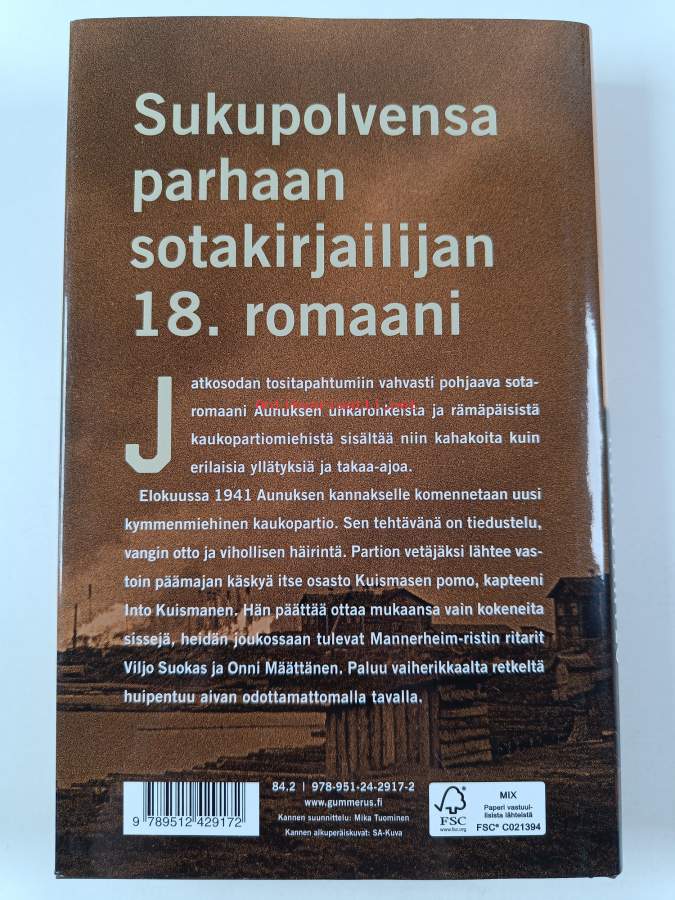 Sukupolvensa
parhaan
sotakirjailijan
18. romaani
Jatkosodan tositapahtumiin vahvasti pohjaava sota-
romaani Aunuksen uhkarohkeista ja rämäpäisistä
kaukopartiomiehistä sisältää niin kahakoita kuin
erilaisia yllätyksiä ja takaa-ajoa.
Elokuussa 1941 Aunuksen kannakselle komennetaan uusi
kymmenmiehinen kaukopartio. Sen tehtävänä on tiedustelu,
vangin otto ja vihollisen häirintä. Partion vetäjäksi lähtee vas-
toin päämajan käskyä itse osasto Kuismasen pomo, kapteeni
Into Kuismanen. Hän päättää ottaa mukaansa vain kokeneita
sissejä, heidän joukossaan tulevat Mannerheim-ristin ritarit
Viljo Suokas ja Onni Määttänen. Paluu vaiherikkaalta retkeltä
huipentuu aivan odottamattomalla tavalla.
84.2 | 978-951-24-2917-2
www.gummerus.fi
Kannen suunnittelu: Mika Tuominen
Kannen alkuperäiskuvat: SA-Kuva
9 789512 429172
FSC
www.fsc.org
MIX
Paperi vastuul-
lisista lähteistä
FSC® C021394